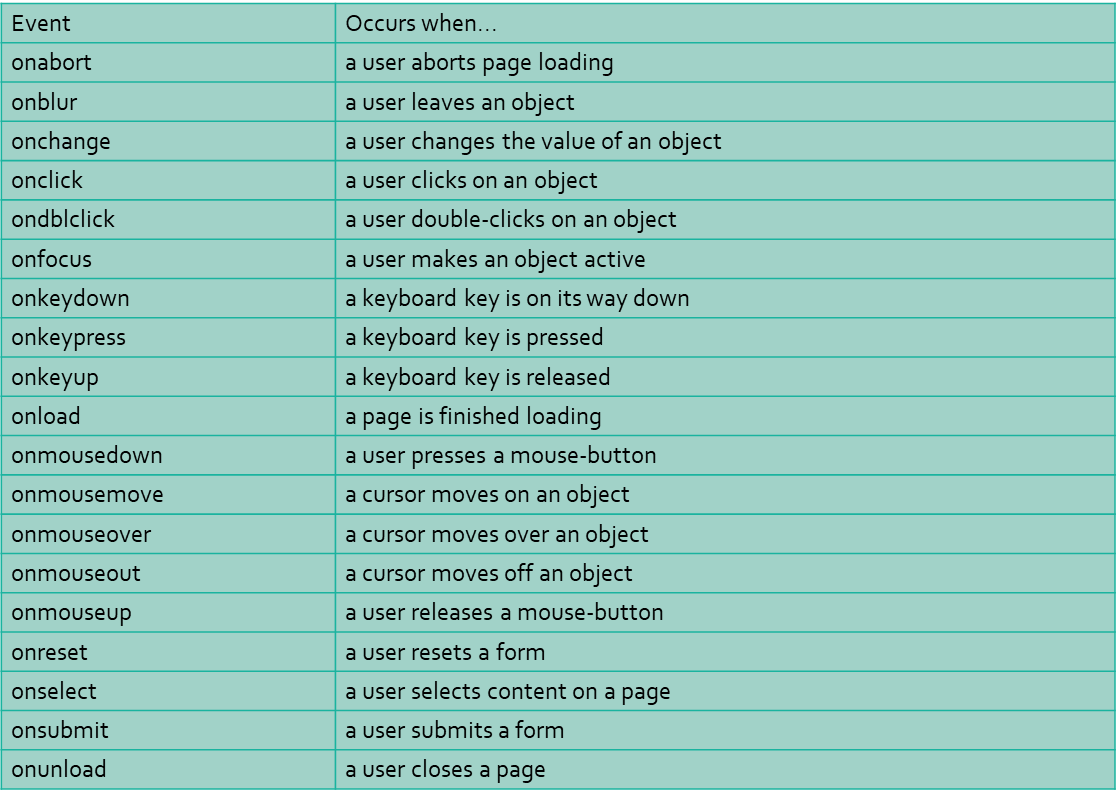 Event Occurs when…
onabort a user aborts page loading
onblur a user leaves an object
onchange a user changes the value of an object
onclick a user clicks on an object
ondblclick a user double-clicks on an object
onfocus a user makes an object active
onkeydown a keyboard key is on its way down
onkeypress a keyboard key is pressed
onkeyup a keyboard key is released
onload a page is finished loading
onmousedown a user presses a mouse-button
onmousemove a cursor moves on an object
onmouseover a cursor moves over an object
onmouseout a cursor moves off an object
onmouseup a user releases a mouse-button
onreset a user resets a form
onselect a user selects content on a page
onsubmit a user submits a form
onunload a user closes a page